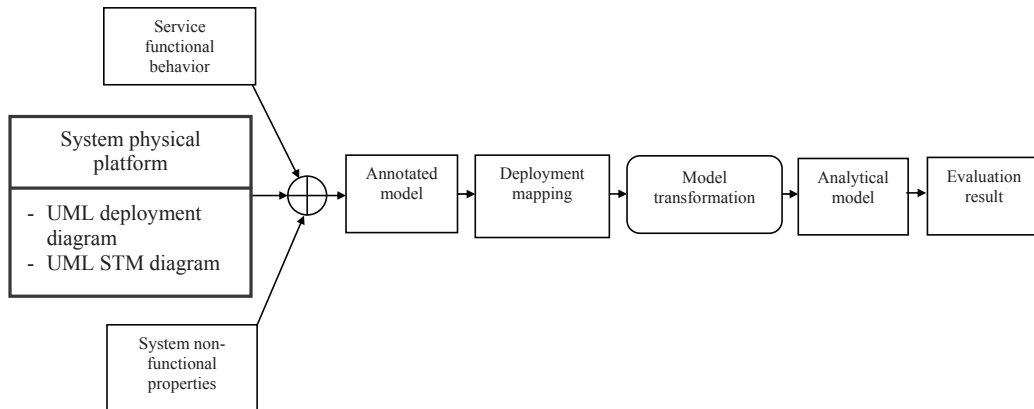 Service
functional
behavior
System physical
platform
- UML deployment
diagram
- UML STM diagram
System non-
functional
properties
Annotated
model
Deployment
mapping
Model
transformation
Analytical
model
Evaluation
result